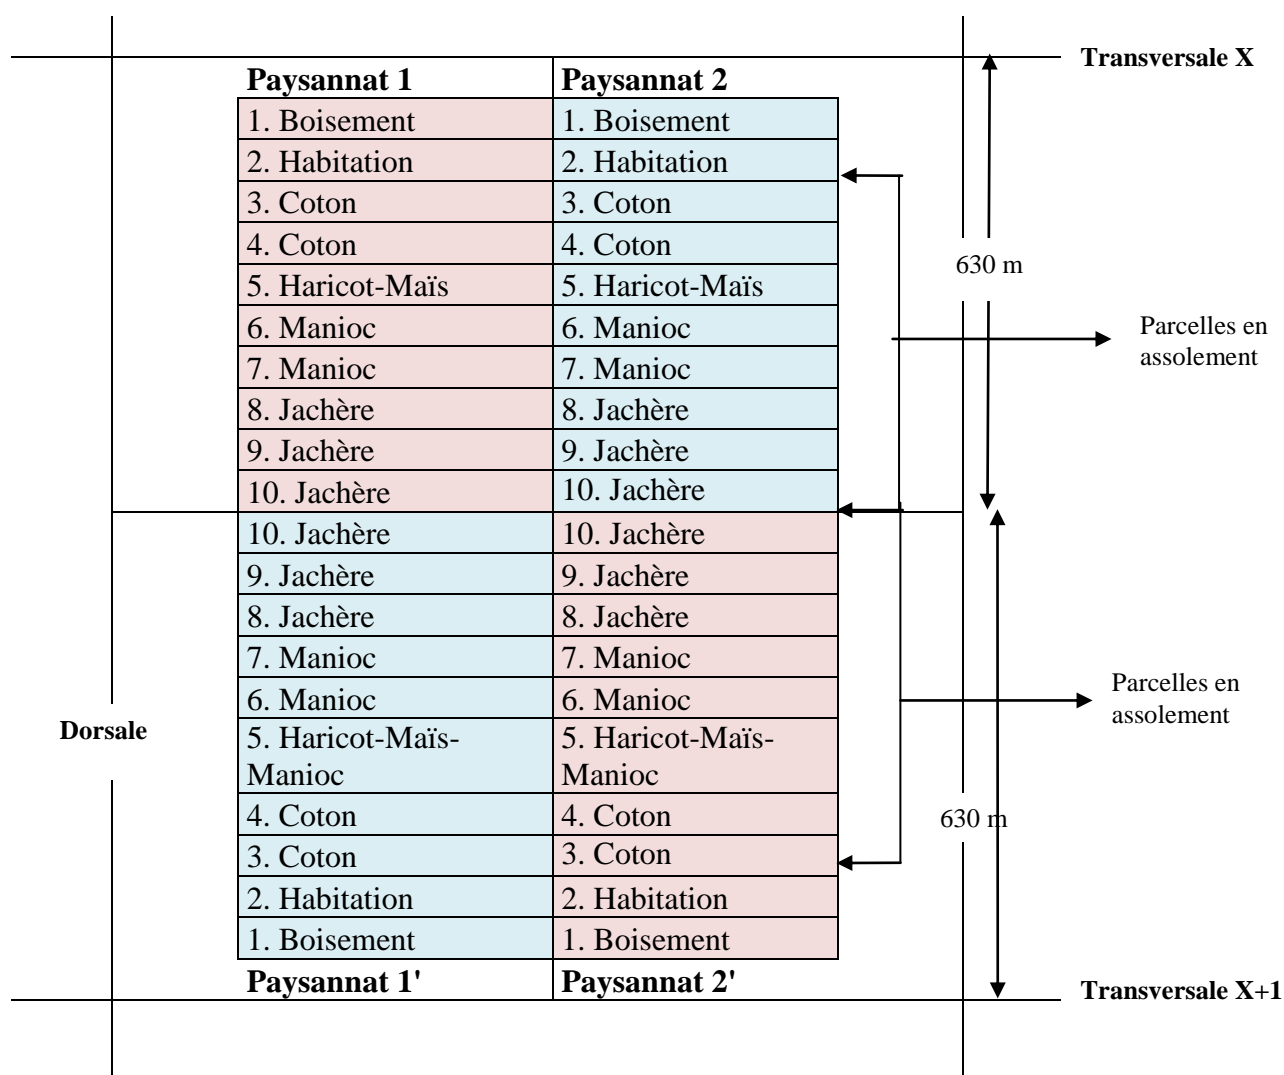 Transversale X
Paysannat 1
Paysannat 2
1. Boisement
1. Boisement
2. Habitation
2. Habitation
3. Coton
3. Coton
4. Coton
4. Coton
630 m
5. Haricot-Maïs
5. Haricot-Maïs
6. Manioc
6. Manioc
Parcelles en
assolement
7. Manioc
7. Manioc
8. Jachère
8. Jachère
9. Jachère
9. Jachère
10. Jachère
10. Jachère
10. Jachère
10. Jachère
9. Jachère
9. Jachère
8. Jachère
8. Jachère
7. Manioc
7. Manioc
6. Manioc
6. Manioc
Parcelles en
assolement
Dorsale
5. Haricot-Maïs-
Manioc
5. Haricot-Maïs-
Manioc
4. Coton
4. Coton
630 m
3. Coton
3. Coton
2. Habitation
2. Habitation
1. Boisement
1. Boisement
Paysannat 1'
Paysannat 2'
Transversale X+1